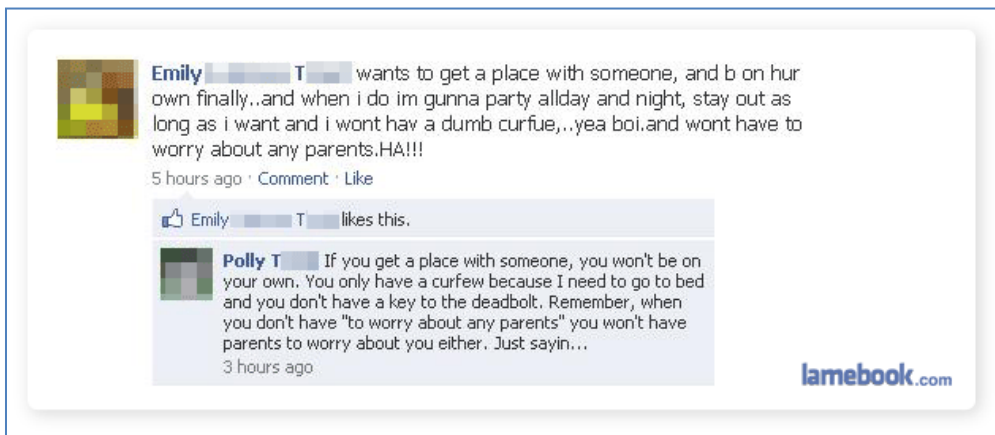 Emily T wants to get a place with someone, and b on hur
own finally..and when i do im gunna party allday and night, stay out as
long as i want and i wont hav a dumb curfue,..yea boi.and wont have to
worry about any parents.HA!!!
5 hours ago · Comment · Like
Emily T likes this.
Polly T If you get a place with someone, you won't be on
your own. You only have a curfew because I need to go to bed
and you don't have a key to the deadbolt. Remember, when
you don't have "to worry about any parents" you won't have
parents to worry about you either. Just sayin...
3 hours ago
lamebook.com